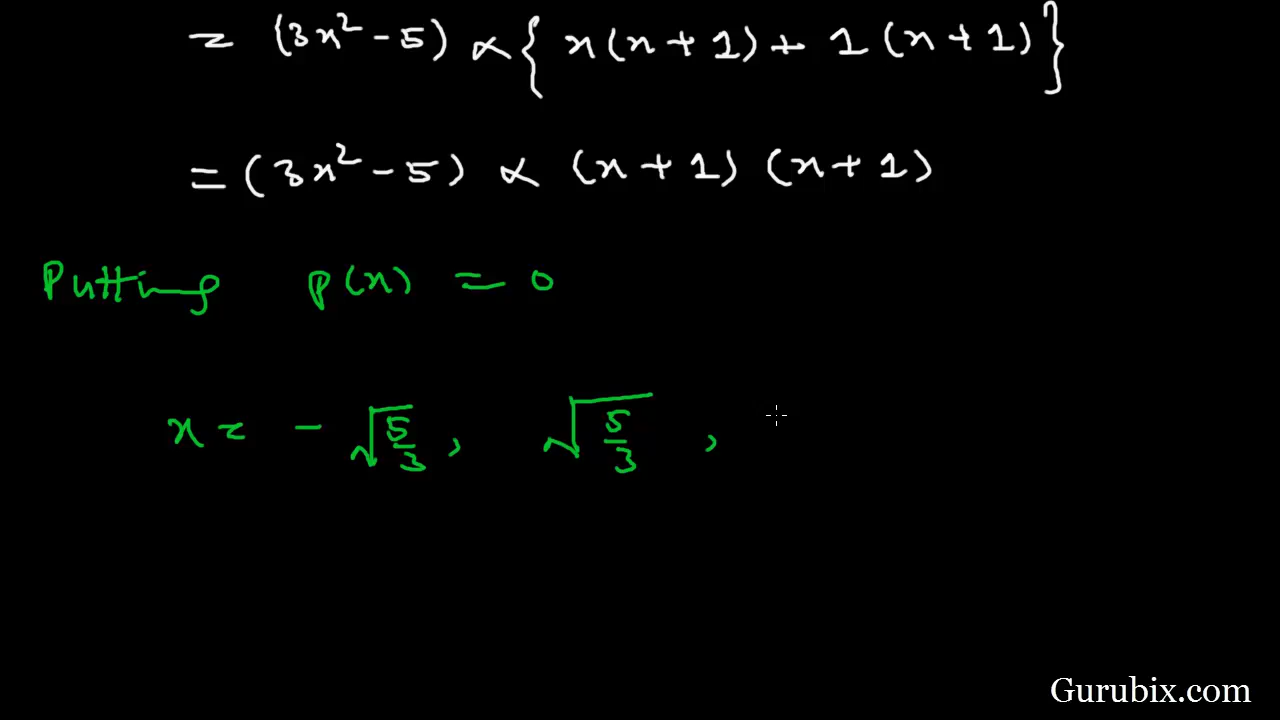 = (3x² - 5) ∝ { x(x + 1) + 1 (x + 1) }
= (3x² - 5) ∝ (x + 1) (x + 1)
Putting p(x) = 0
x = - √5/3 , √5/3 ,
Gurubix.com